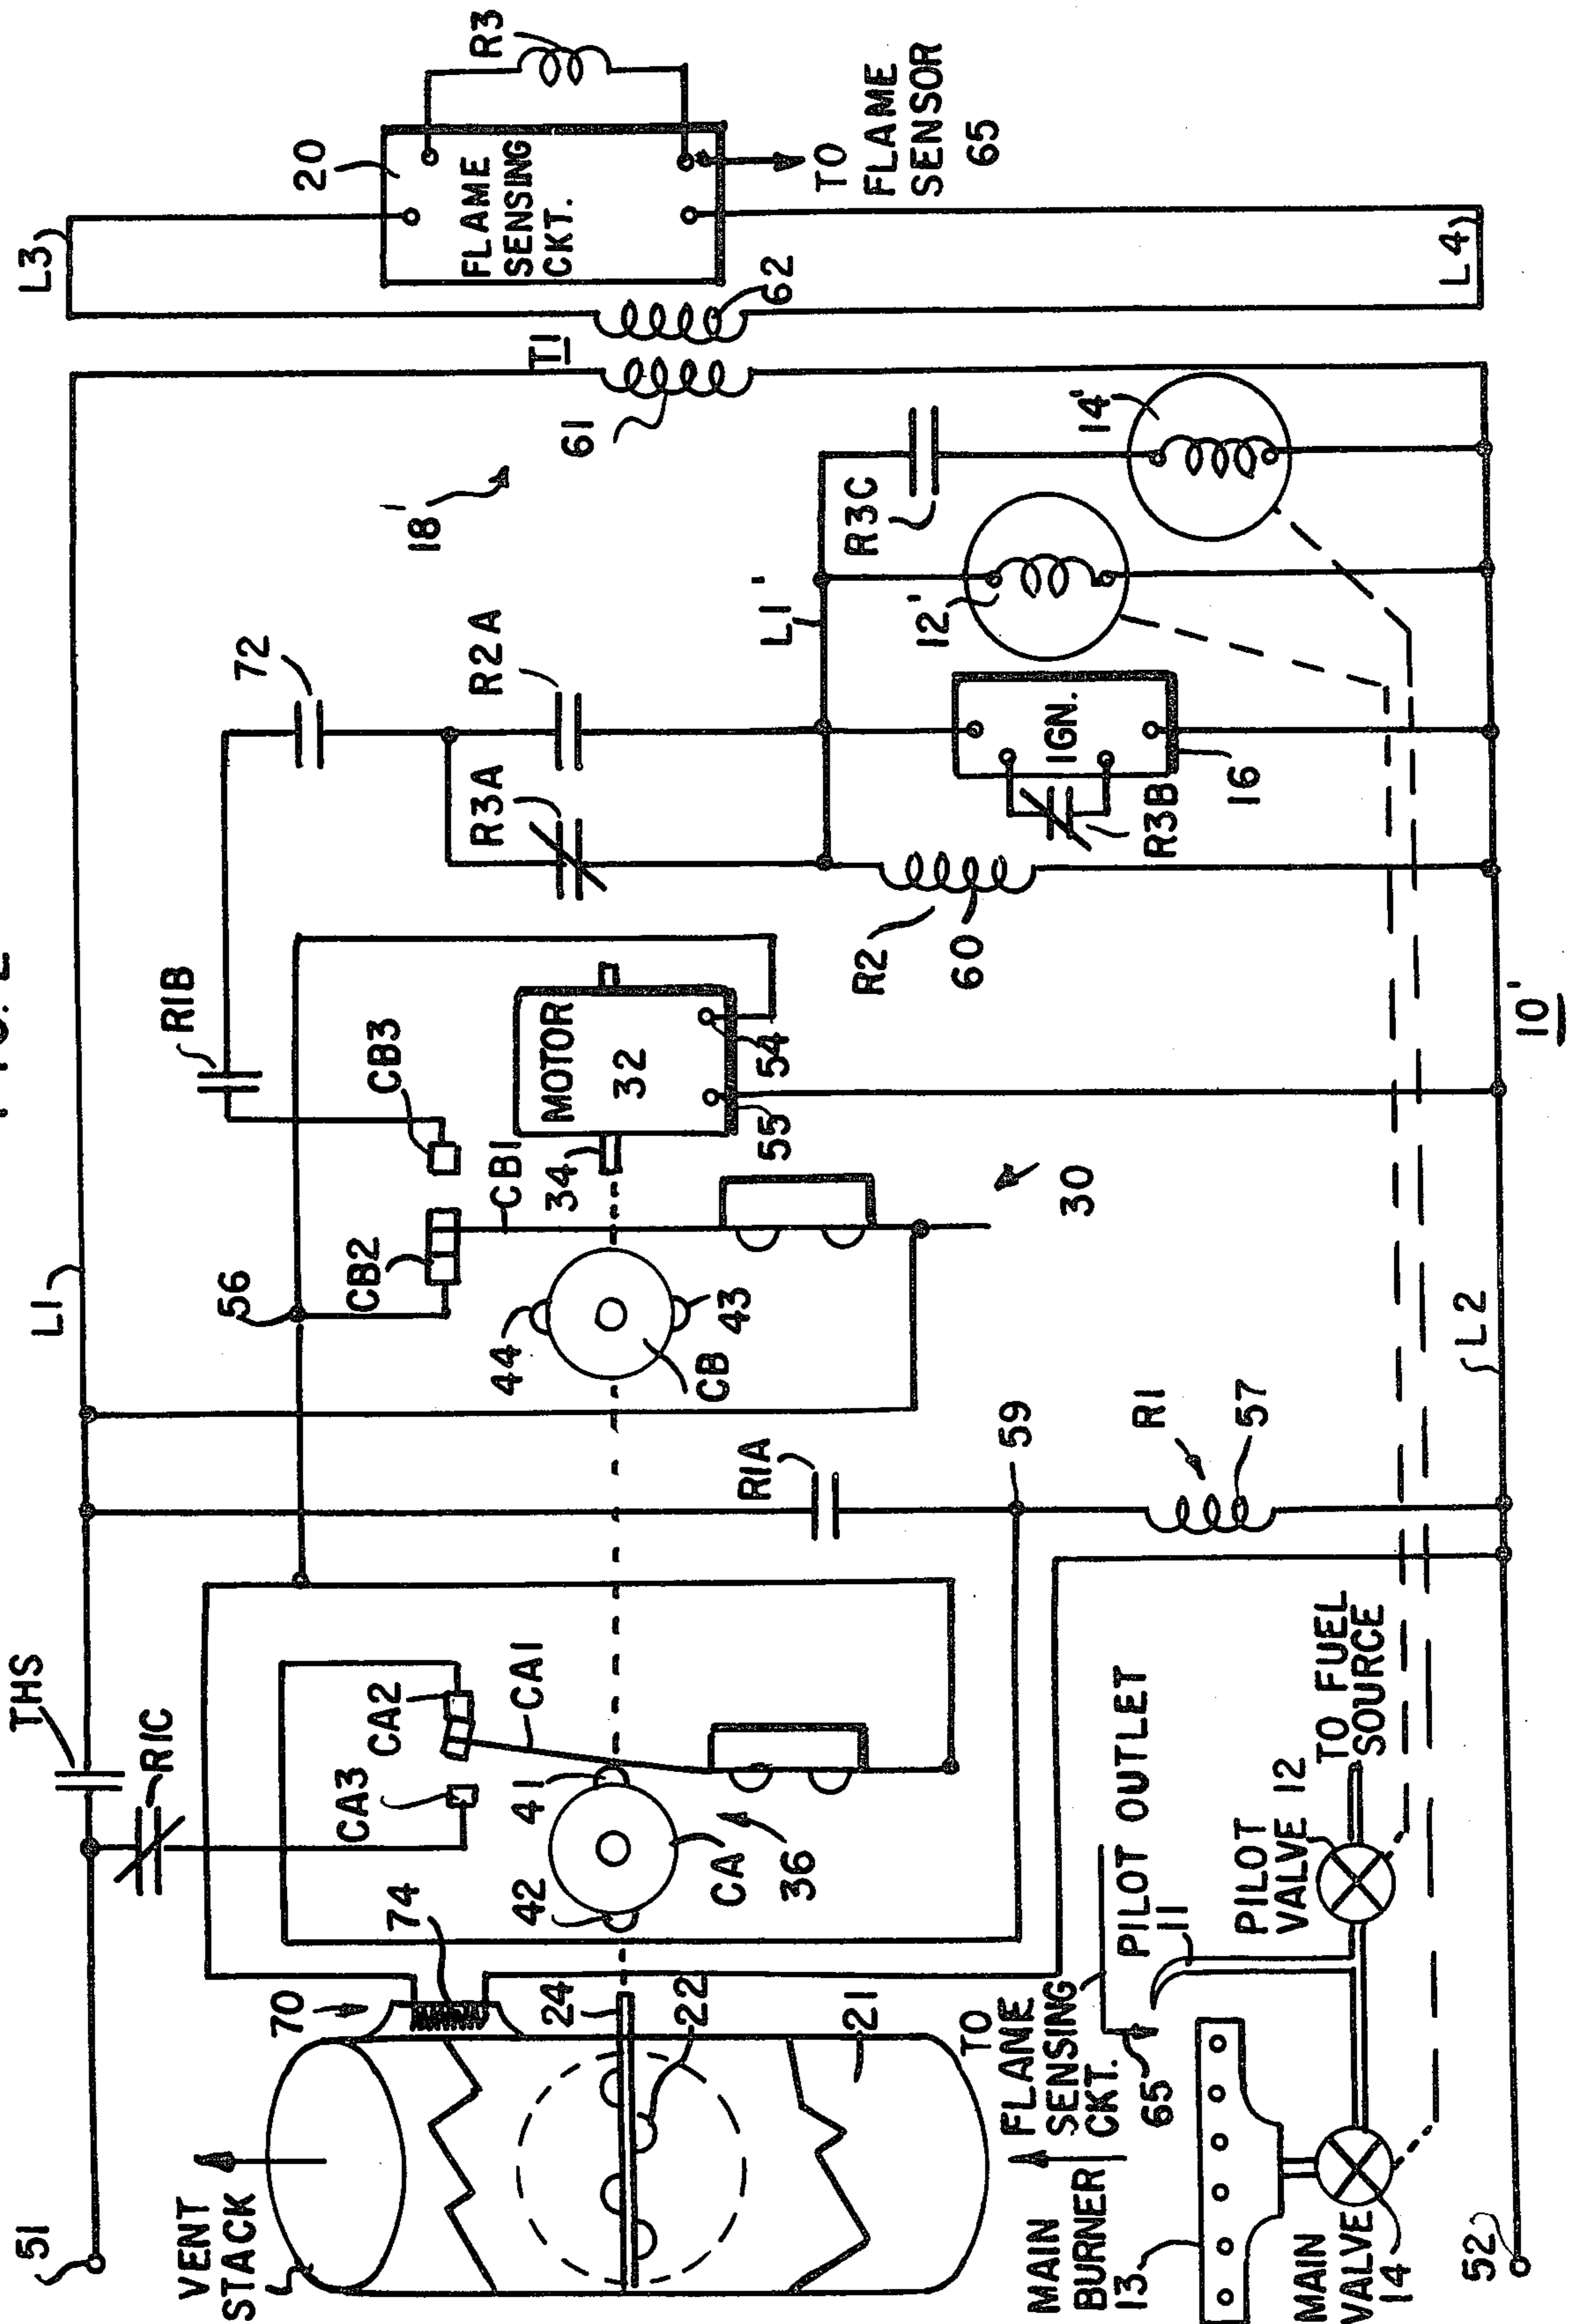 51
VENT
STACK
THS
L1
R1C
R1B
CA3
CA2
CA1
70
74
24
22
21
42
41
CA
36
56
CB2
CB3
CB1
44
43
CB
34
MOTOR
32
54
55
30
R1A
59
R1
57
72
R3A
R2A
L1'
R2
60
IGN.
R3B
16
12'
R3C
14'
18'
T1
61
62
L3
L4
20
FLAME
SENSING
CKT.
R3
TO
FLAME
SENSOR
65
TO
FLAME
SENSING
CKT.
65
PILOT OUTLET
11
PILOT
VALVE 12
TO FUEL
SOURCE
MAIN
BURNER
13
MAIN
VALVE
14
52
L2
10'